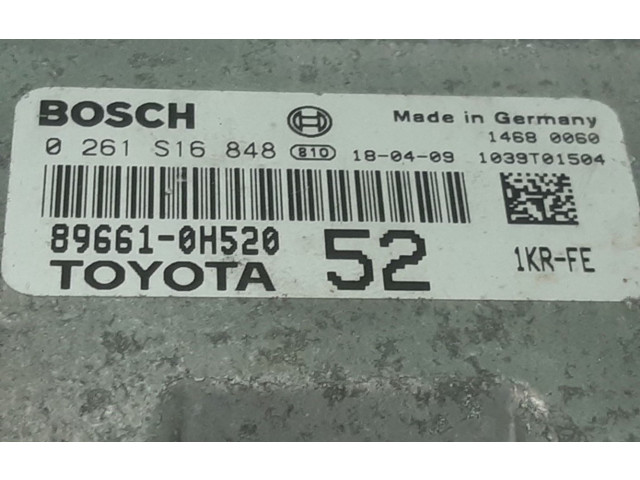 BOSCH Made in Germany
1468 0060
0 261 S16 848 810 18-04-09 1039T01504
89661-0H520 52 1KR-FE
TOYOTA